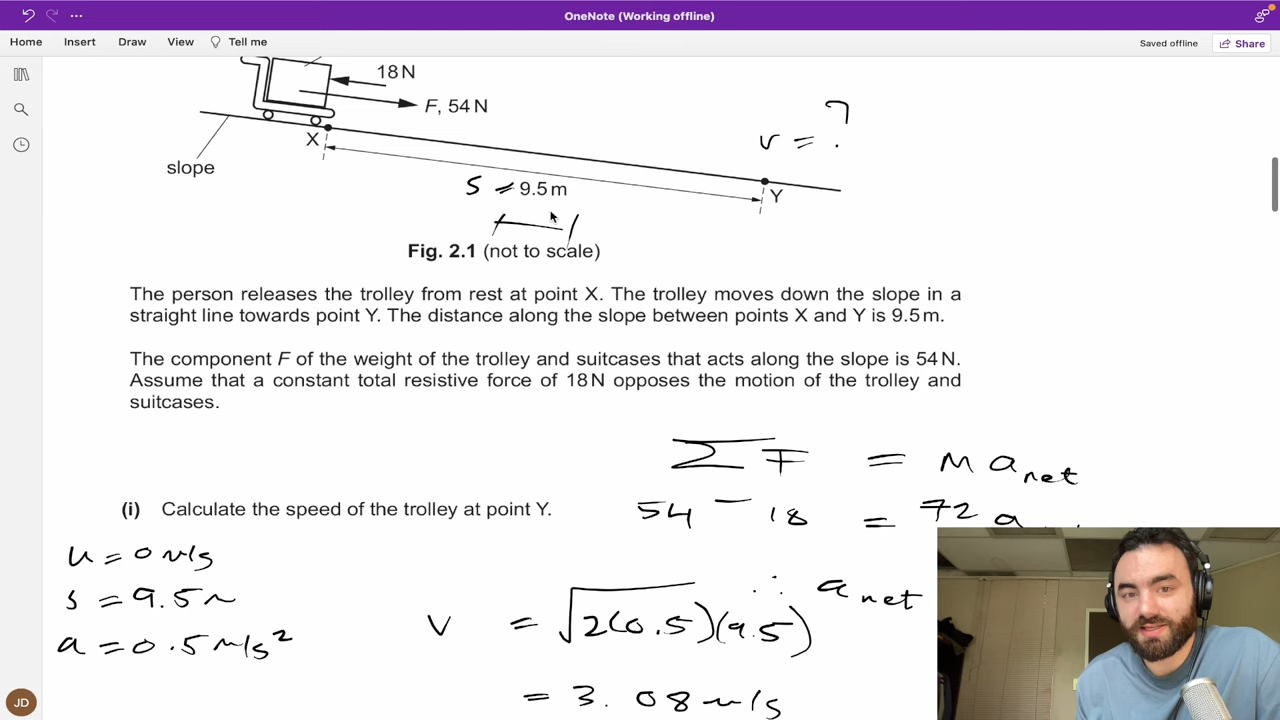 OneNote (Working offline)
Home Insert Draw View Tell me
Saved offline Share
18 N
F, 54 N
v = ?
X
slope
s = 9.5 m
Y
Fig. 2.1 (not to scale)
The person releases the trolley from rest at point X. The trolley moves down the slope in a
straight line towards point Y. The distance along the slope between points X and Y is 9.5 m.
The component F of the weight of the trolley and suitcases that acts along the slope is 54 N.
Assume that a constant total resistive force of 18 N opposes the motion of the trolley and
suitcases.
ΣF = m a net
54 - 18 = 72 a
(i) Calculate the speed of the trolley at point Y.
u = 0 m/s
s = 9.5 m
a = 0.5 m/s²
∴ a net
v = √2(0.5)(9.5)
= 3.08 m/s
JD